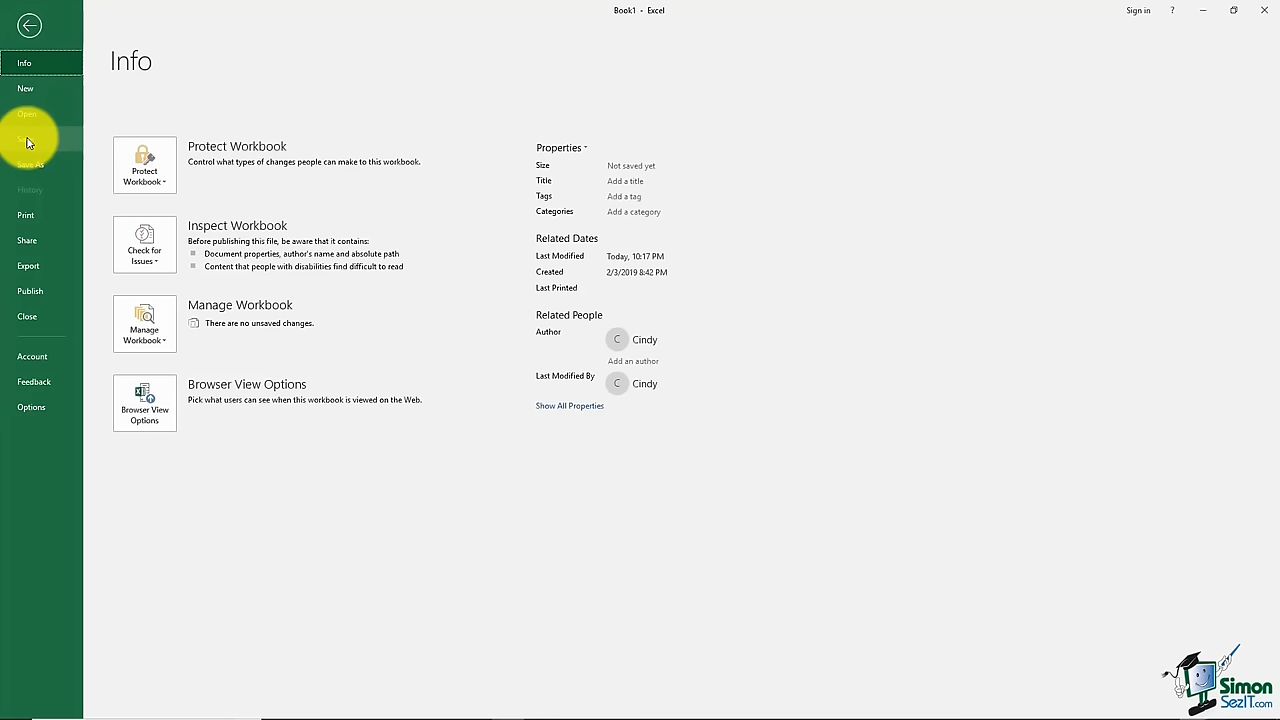 Book1 - Excel
Sign in
?
Info
New
Open
Save As
History
Print
Share
Export
Publish
Close
Account
Feedback
Options
Info
Protect Workbook
Protect Workbook
Control what types of changes people can make to this workbook.
Check for Issues
Inspect Workbook
Before publishing this file, be aware that it contains:
Document properties, author's name and absolute path
Content that people with disabilities find difficult to read
Manage Workbook
Manage Workbook
There are no unsaved changes.
Browser View Options
Browser View Options
Pick what users can see when this workbook is viewed on the Web.
Properties
Size Not saved yet
Title Add a title
Tags Add a tag
Categories Add a category
Related Dates
Last Modified Today, 10:17 PM
Created 2/3/2019 8:42 PM
Last Printed
Related People
Author C Cindy
Add an author
Last Modified By C Cindy
Show All Properties
Simon
SezIT.com